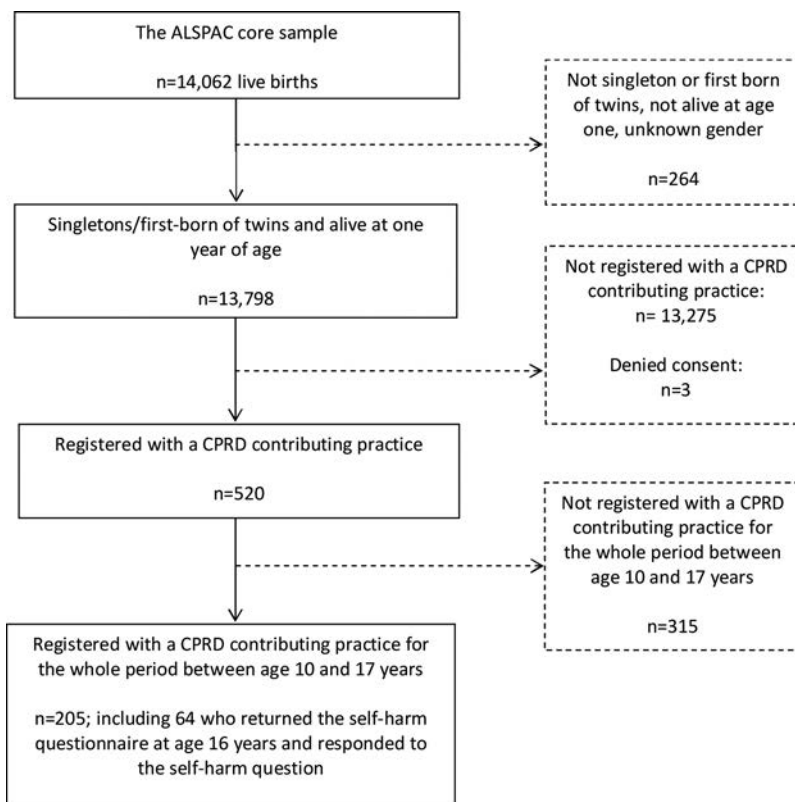 The ALSPAC core sample
n=14,062 live births
Not singleton or first born
of twins, not alive at age
one, unknown gender
n=264
Singletons/first-born of twins and alive at one
year of age
n=13,798
Not registered with a CPRD
contributing practice:
n= 13,275
Denied consent:
n=3
Registered with a CPRD contributing practice
n=520
Not registered with a CPRD
contributing practice for
the whole period between
age 10 and 17 years
n=315
Registered with a CPRD contributing practice for
the whole period between age 10 and 17 years
n=205; including 64 who returned the self-harm
questionnaire at age 16 years and responded to
the self-harm question